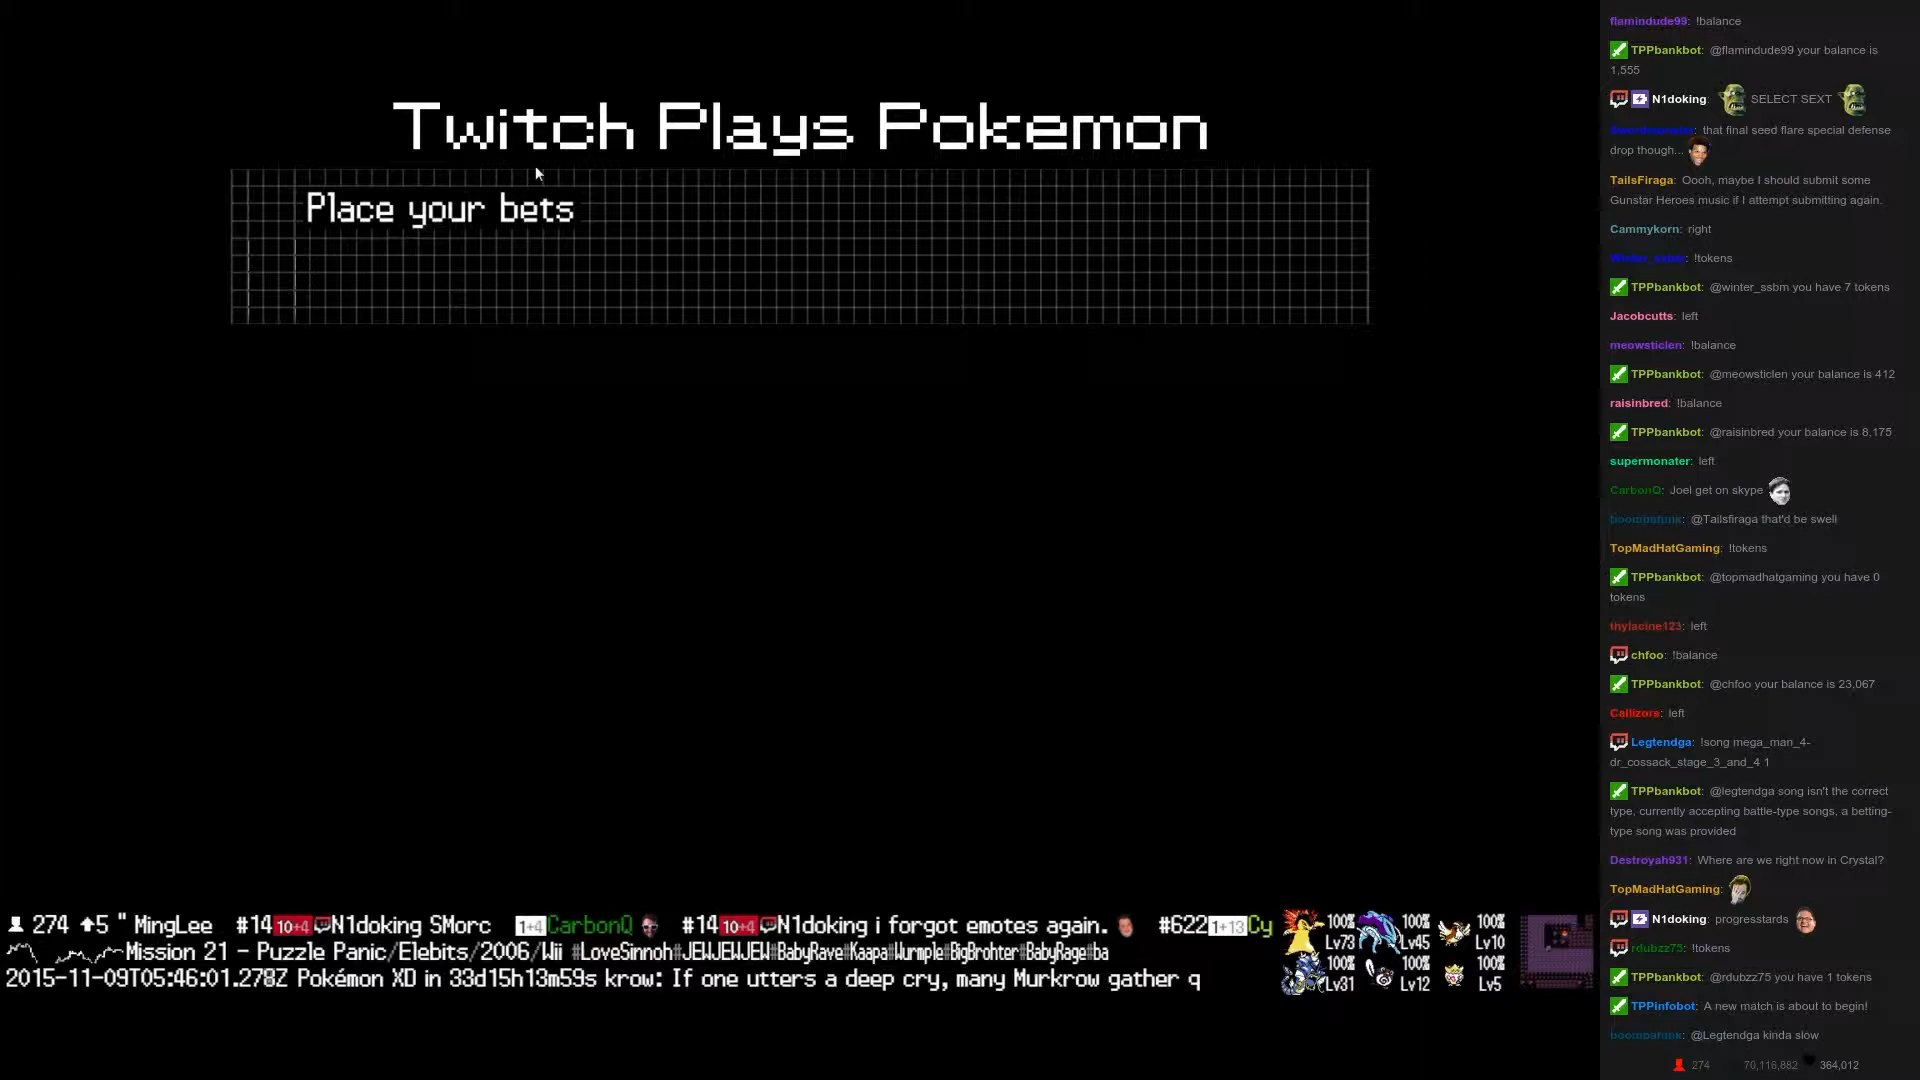 Twitch Plays Pokemon
Place your bets
274 5 " MingLee #14 10+4 N1doking SMorc 1+4 CarbonQ #14 10+4 N1doking i forgot emotes again. #622 1+13 Cy
Mission 21 - Puzzle Panic/Elebits/2006/Wii #LoveSinnoh#JEWJEWJEW#BabyRave#Kaapa#Wurmple#BigBrohter#BabyRage#ba
2015-11-09T05:46:01.278Z Pokémon XD in 33d15h13m59s krow: If one utters a deep cry, many Murkrow gather q
100% 100% 100%
Lv73 Lv45 Lv10
100% 100% 100%
Lv31 Lv12 Lv5
flamindude99: !balance
TPPbankbot: @flamindude99 your balance is
1,555
N1doking: SELECT SEXT
that final seed flare special defense
drop though...
TailsFiraga: Oooh, maybe I should submit some
Gunstar Heroes music if I attempt submitting again.
Cammykorn: right
Winter_ssbm: !tokens
TPPbankbot: @winter_ssbm you have 7 tokens
Jacobcutts: left
meowsticlen: !balance
TPPbankbot: @meowsticlen your balance is 412
raisinbred: !balance
TPPbankbot: @raisinbred your balance is 8,175
supermonater: left
CarbonQ: Joel get on skype
boompsfunk: @Tailsfiraga that'd be swell
TopMadHatGaming: !tokens
TPPbankbot: @topmadhatgaming you have 0
tokens
thylacine123: left
chfoo: !balance
TPPbankbot: @chfoo your balance is 23,067
Callizors: left
Legtendga: !song mega_man_4-
dr_cossack_stage_3_and_4 1
TPPbankbot: @legtendga song isn't the correct
type, currently accepting battle-type songs, a betting-
type song was provided
Destroyah931: Where are we right now in Crystal?
TopMadHatGaming:
N1doking: progresstards
rdubzz75: !tokens
TPPbankbot: @rdubzz75 you have 1 tokens
TPPinfobot: A new match is about to begin!
boompsfunk: @Legtendga kinda slow
274 70,116,882 364,012